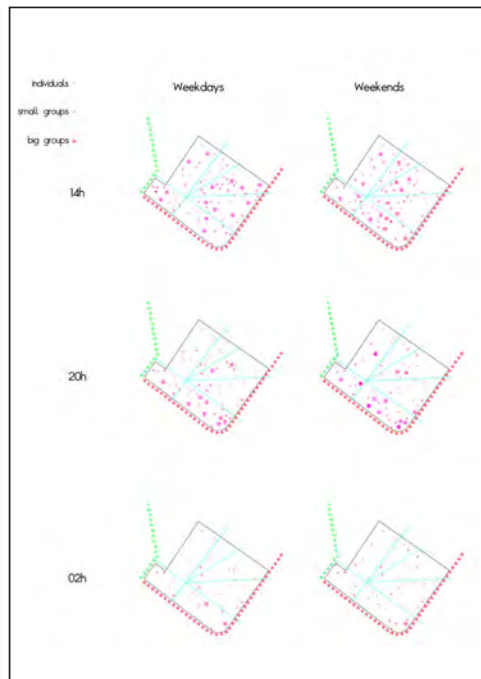 individuals
Weekdays Weekends
small groups
big groups
14h
20h
02h